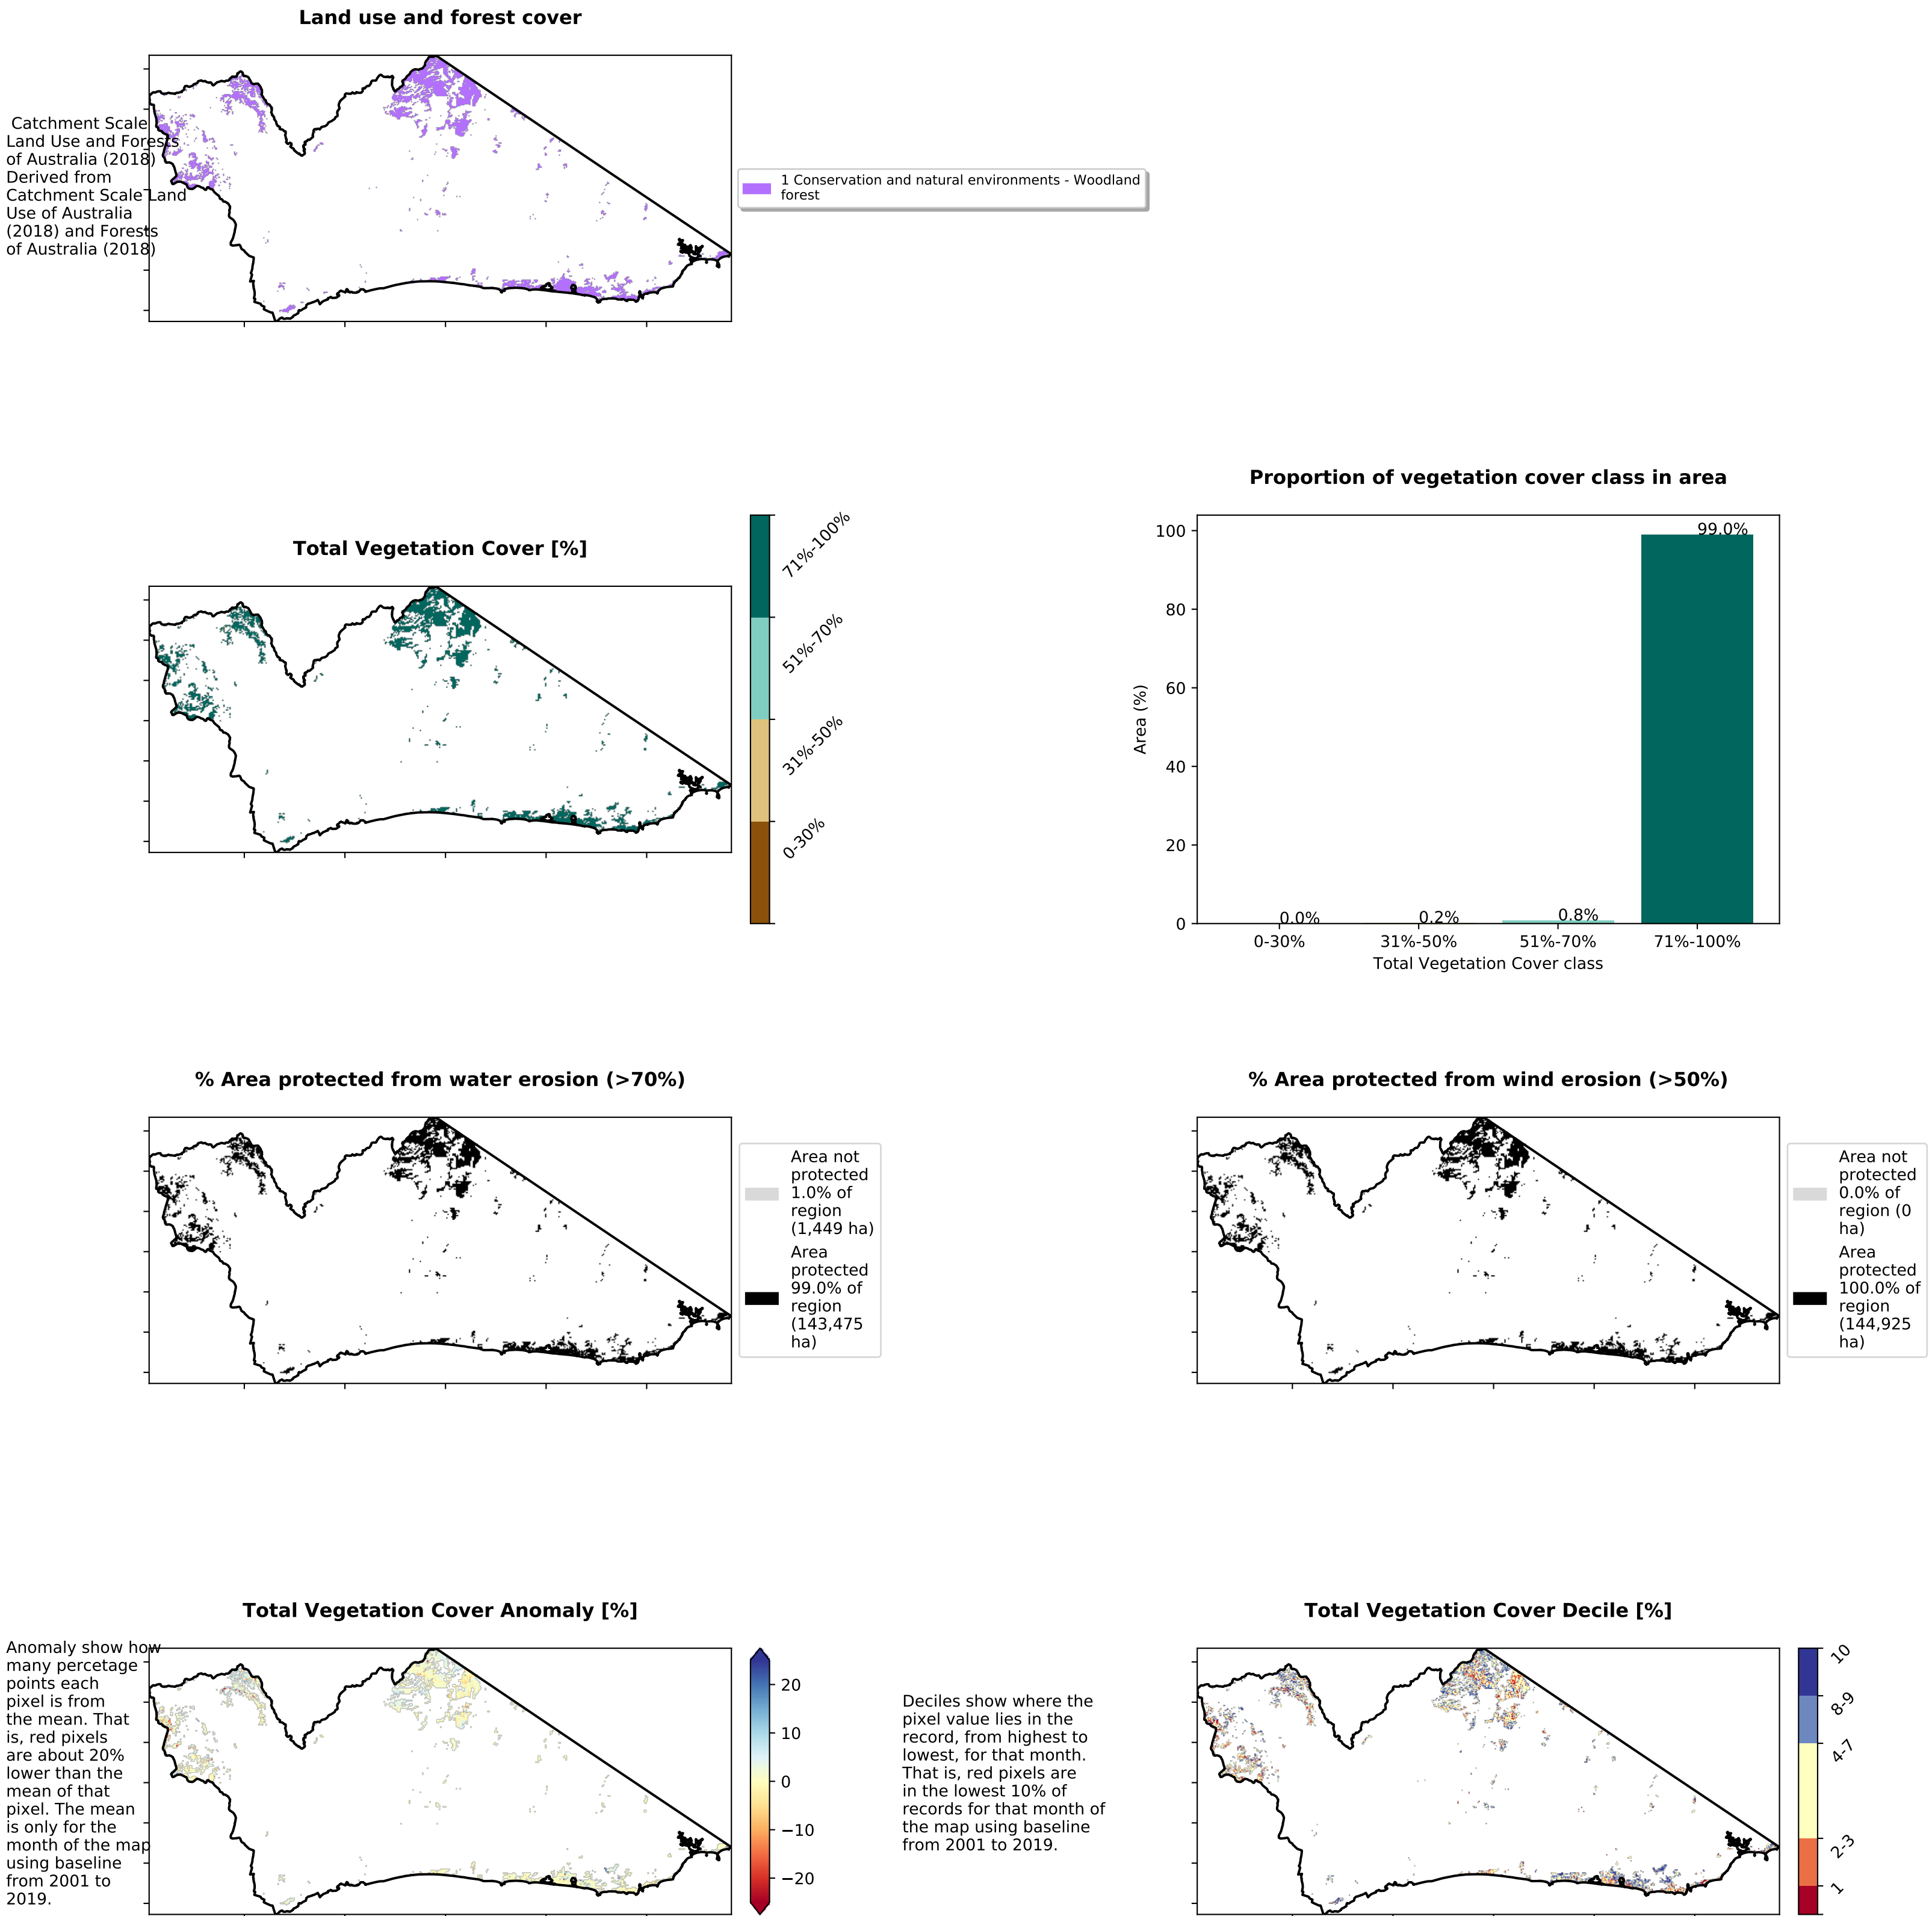 Land use and forest cover
Catchment Scale
Land Use and Forests
of Australia (2018)
Derived from
Catchment Scale Land
Use of Australia
(2018) and Forests
of Australia (2018)
1 Conservation and natural environments - Woodland
forest
Total Vegetation Cover [%]
71%-100%
51%-70%
31%-50%
0-30%
Proportion of vegetation cover class in area
Area (%)
100
80
60
40
20
0
0.0%
0.2%
0.8%
99.0%
0-30%
31%-50%
51%-70%
71%-100%
Total Vegetation Cover class
% Area protected from water erosion (>70%)
Area not
protected
1.0% of
region
(1,449 ha)
Area
protected
99.0% of
region
(143,475
ha)
% Area protected from wind erosion (>50%)
Area not
protected
0.0% of
region (0
ha)
Area
protected
100.0% of
region
(144,925
ha)
Total Vegetation Cover Anomaly [%]
Anomaly show how
many percetage
points each
pixel is from
the mean. That
is, red pixels
are about 20%
lower than the
mean of that
pixel. The mean
is only for the
month of the map
using baseline
from 2001 to
2019.
20
10
0
−10
−20
Deciles show where the
pixel value lies in the
record, from highest to
lowest, for that month.
That is, red pixels are
in the lowest 10% of
records for that month of
the map using baseline
from 2001 to 2019.
Total Vegetation Cover Decile [%]
10
8-9
4-7
2-3
1